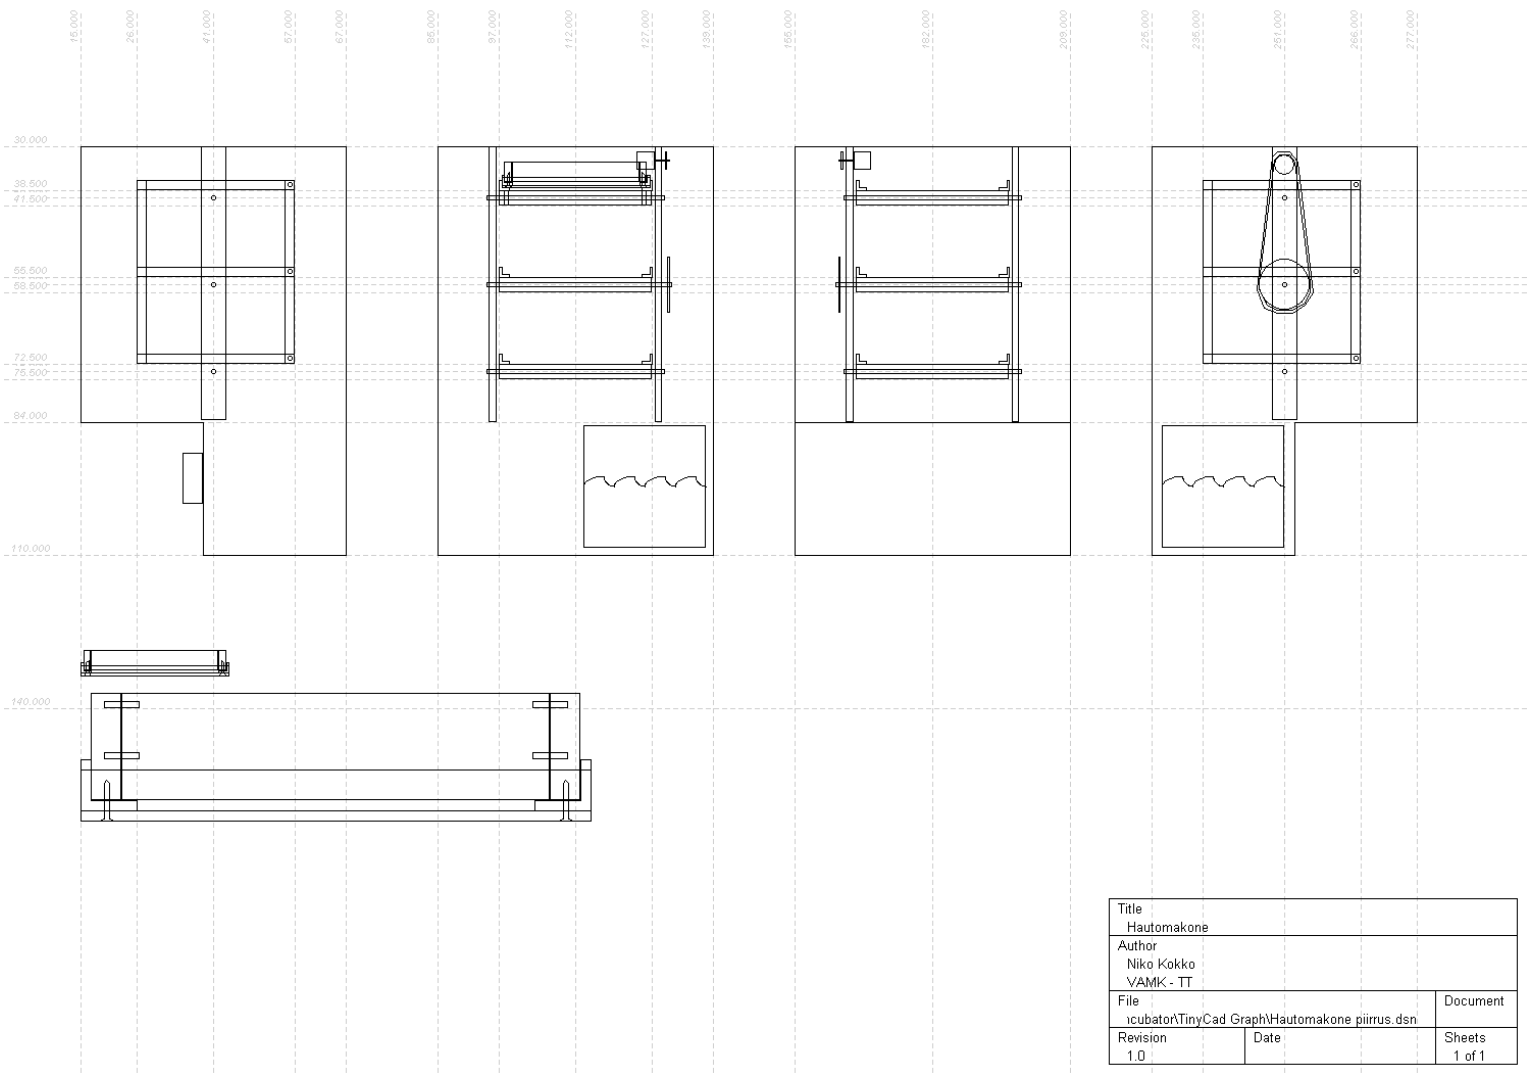 15.000 26.000 41.000 57.000 67.000 85.000 97.000 112.000 127.000 139.000 155.000 182.000 209.000 225.000 235.000 251.000 266.000 277.000
30.000
38.500
41.500
55.500
58.500
72.500
75.500
84.000
110.000
140.000
Title
Hautomakone
Author
Niko Kokko
VAMK - TT
File Document
ncubator\TinyCad Graph\Hautomakone piirrus.dsn
Revision Date Sheets
1.0 1 of 1